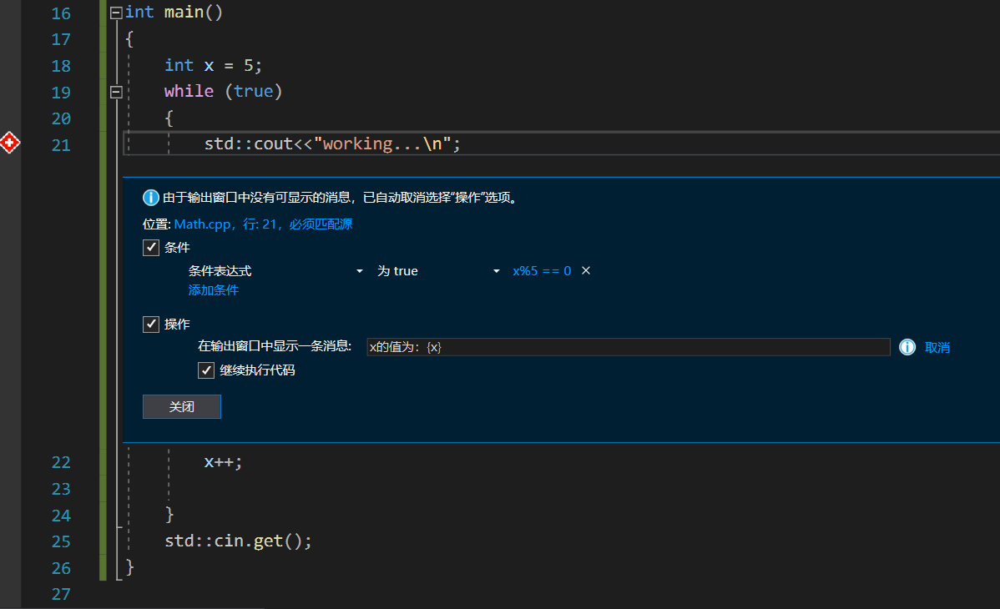 16 int main()
17 {
18 int x = 5;
19 while (true)
20 {
21 std::cout<<"working...\n";
由于输出窗口中没有可显示的消息，已自动取消选择“操作”选项。
位置: Math.cpp，行: 21，必须匹配源
条件
条件表达式 为 true x%5 == 0
添加条件
操作
在输出窗口中显示一条消息: x的值为：{x} 取消
继续执行代码
关闭
22 x++;
23
24 }
25 std::cin.get();
26 }
27